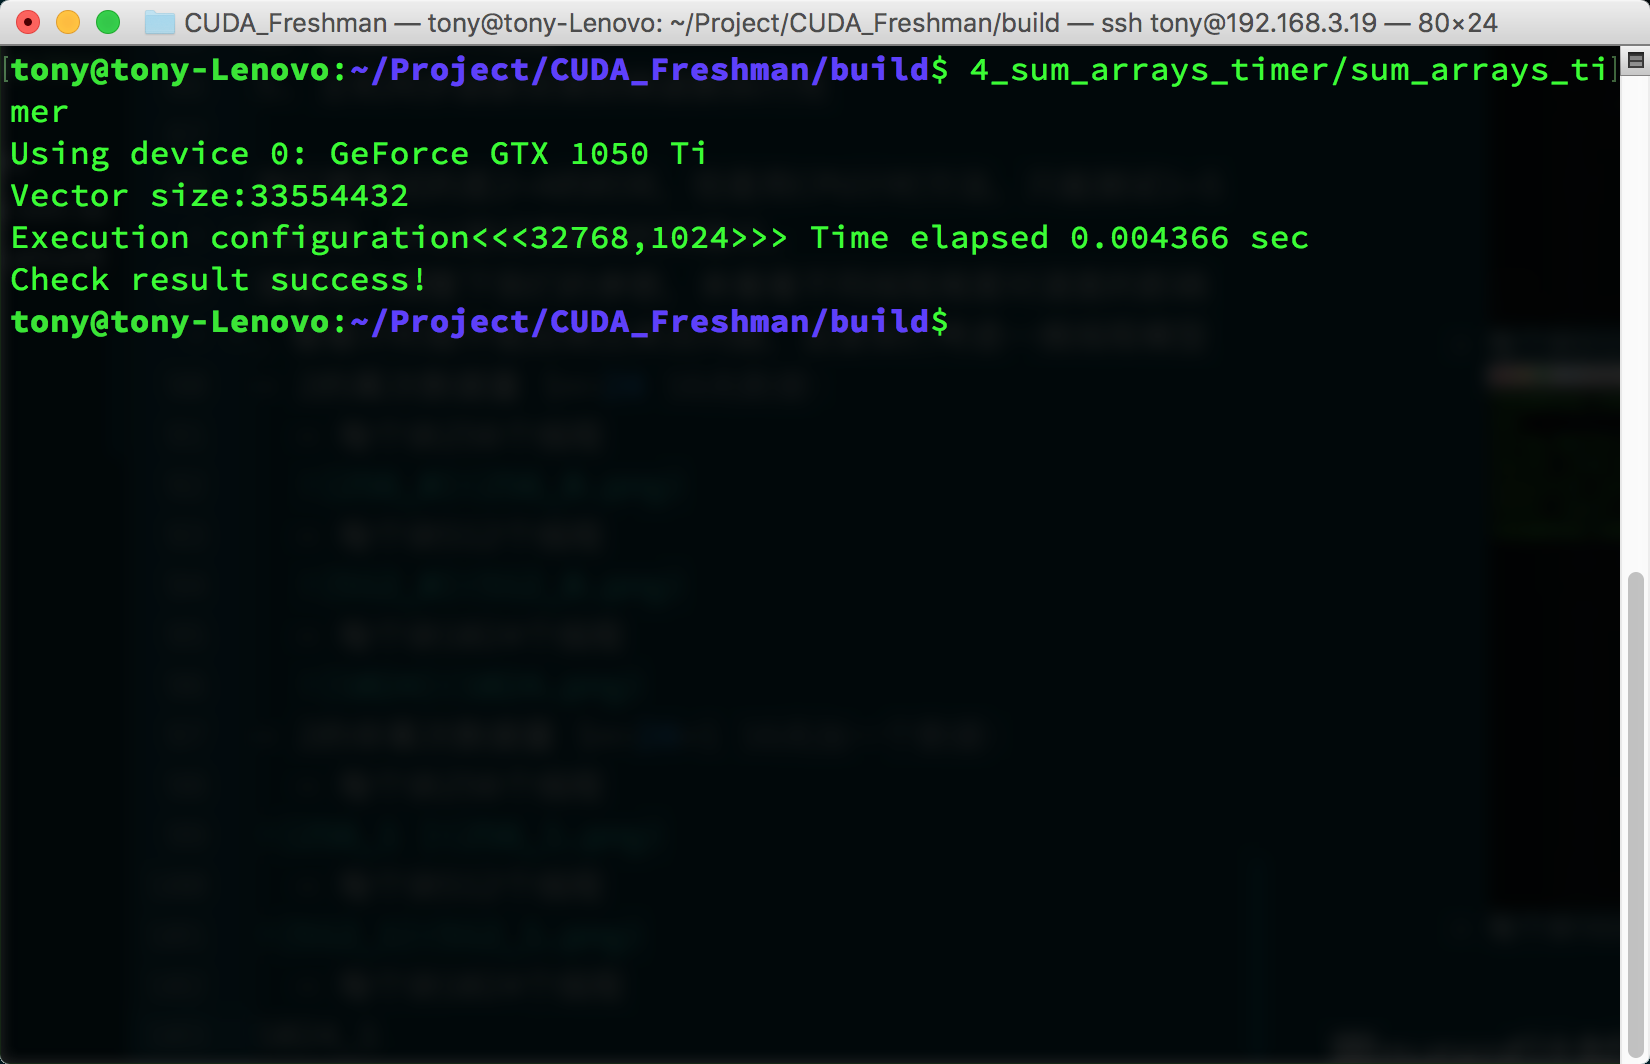 CUDA_Freshman — tony@tony-Lenovo: ~/Project/CUDA_Freshman/build — ssh tony@192.168.3.19 — 80×24
tony@tony-Lenovo:~/Project/CUDA_Freshman/build$ 4_sum_arrays_timer/sum_arrays_ti
mer
Using device 0: GeForce GTX 1050 Ti
Vector size:33554432
Execution configuration<<<32768,1024>>> Time elapsed 0.004366 sec
Check result success!
tony@tony-Lenovo:~/Project/CUDA_Freshman/build$